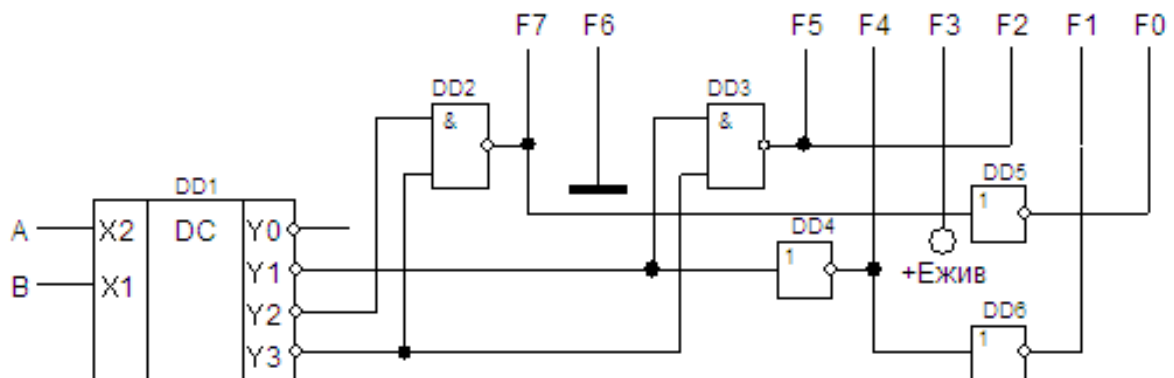 F7 F6 F5 F4 F3 F2 F1 F0
DD2 DD3
& &
DD1 DD5
A X2 DC Y0 1
DD4
B X1 Y1 1 +Eжив
Y2 DD6
Y3 1